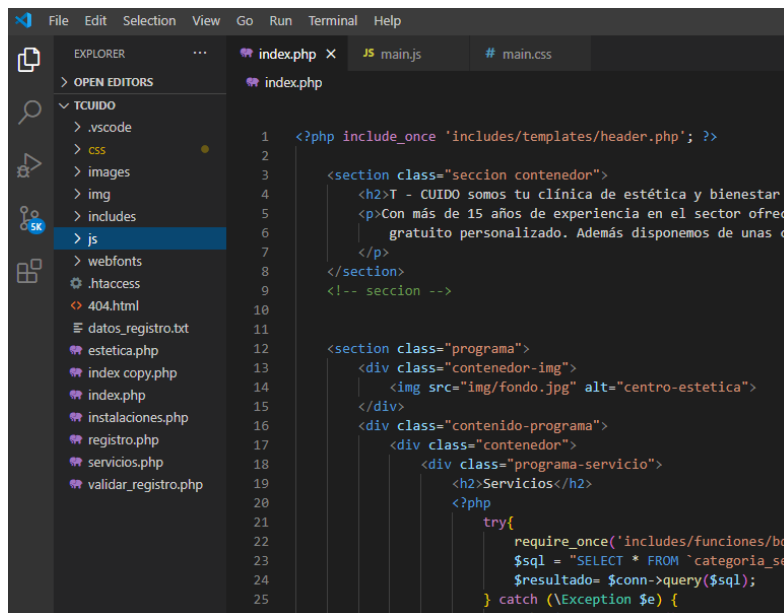 File Edit Selection View Go Run Terminal Help
EXPLORER ...
index.php
JS main.js
# main.css
> OPEN EDITORS
index.php
TCUIDO
> .vscode
> css
> images
> img
> includes
> js
> webfonts
.htaccess
<> 404.html
datos_registro.txt
estetica.php
index copy.php
index.php
instalaciones.php
registro.php
servicios.php
validar_registro.php
5K
1 <?php include_once 'includes/templates/header.php'; ?>
2
3 <section class="seccion contenedor">
4 <h2>T - CUIDO somos tu clínica de estética y bienestar
5 <p>Con más de 15 años de experiencia en el sector
6 gratuito personalizado. Además disponemos de unas
7 </p>
8 </section>
9 <!-- seccion -->
10
11
12 <section class="programa">
13 <div class="contenedor-img">
14 <img src="img/fondo.jpg" alt="centro-estetica">
15 </div>
16 <div class="contenido-programa">
17 <div class="contenedor">
18 <div class="programa-servicio">
19 <h2>Servicios</h2>
20 <?php
21 try{
22 require_once('includes/funciones/
23 $sql = "SELECT * FROM `categoria_se
24 $resultado= $conn->query($sql);
25 } catch (\Exception $e) {